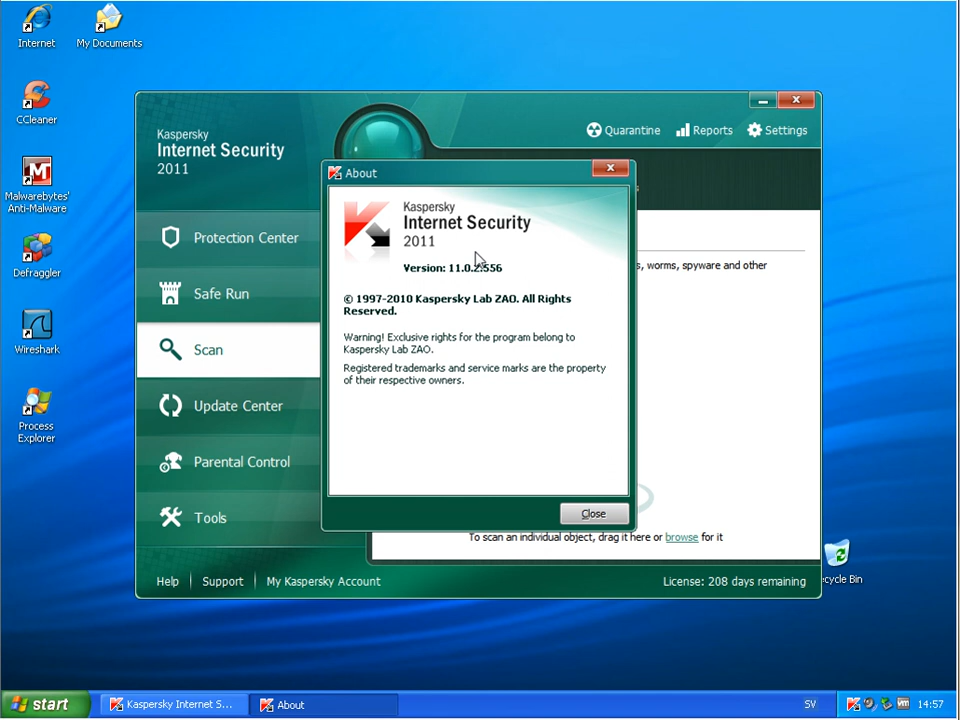 Internet
My Documents
CCleaner
Malwarebytes'
Anti-Malware
Defraggler
Wireshark
Process
Explorer
Kaspersky
Internet Security
2011
Quarantine
Reports
Settings
Protection Center
Safe Run
Scan
Update Center
Parental Control
Tools
About
Kaspersky
Internet Security
2011
Version: 11.0.2.556
© 1997-2010 Kaspersky Lab ZAO. All Rights
Reserved.
Warning! Exclusive rights for the program belong to
Kaspersky Lab ZAO.
Registered trademarks and service marks are the property
of their respective owners.
Close
s, worms, spyware and other
To scan an individual object, drag it here or browse for it
Help
Support
My Kaspersky Account
License: 208 days remaining
ecycle Bin
start
Kaspersky Internet S...
About
SV
14:57